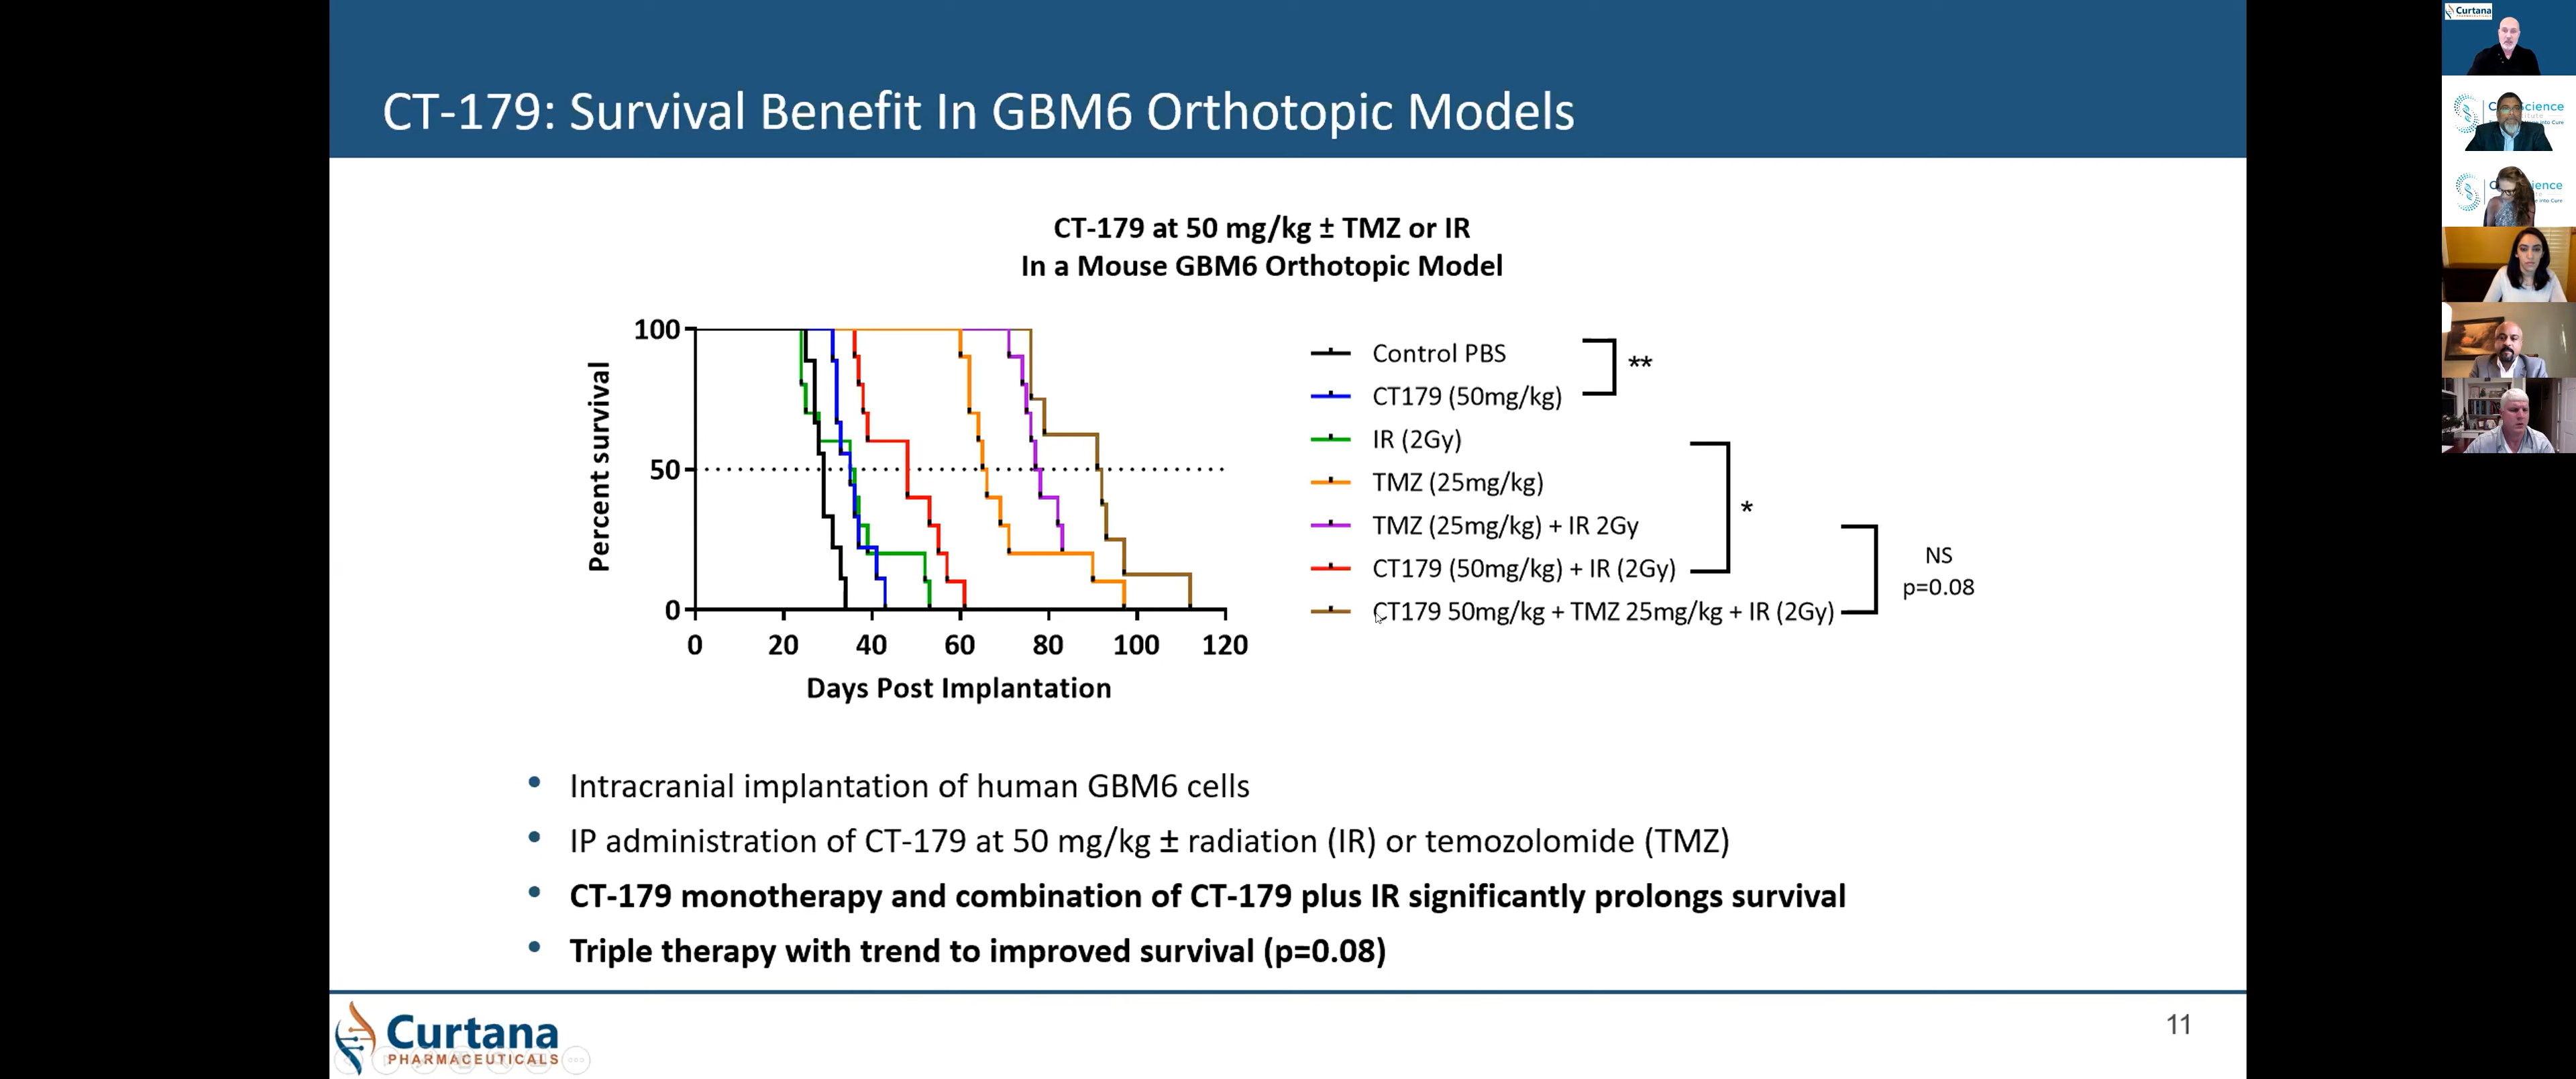 CT-179: Survival Benefit In GBM6 Orthotopic Models
CT-179 at 50 mg/kg ± TMZ or IR
In a Mouse GBM6 Orthotopic Model
Percent survival
100
50
0
0 20 40 60 80 100 120
Days Post Implantation
Control PBS
CT179 (50mg/kg)
**
IR (2Gy)
TMZ (25mg/kg)
TMZ (25mg/kg) + IR 2Gy
CT179 (50mg/kg) + IR (2Gy)
*
CT179 50mg/kg + TMZ 25mg/kg + IR (2Gy)
NS
p=0.08
• Intracranial implantation of human GBM6 cells
• IP administration of CT-179 at 50 mg/kg ± radiation (IR) or temozolomide (TMZ)
• CT-179 monotherapy and combination of CT-179 plus IR significantly prolongs survival
• Triple therapy with trend to improved survival (p=0.08)
Curtana
PHARMACEUTICALS
11
Curtana